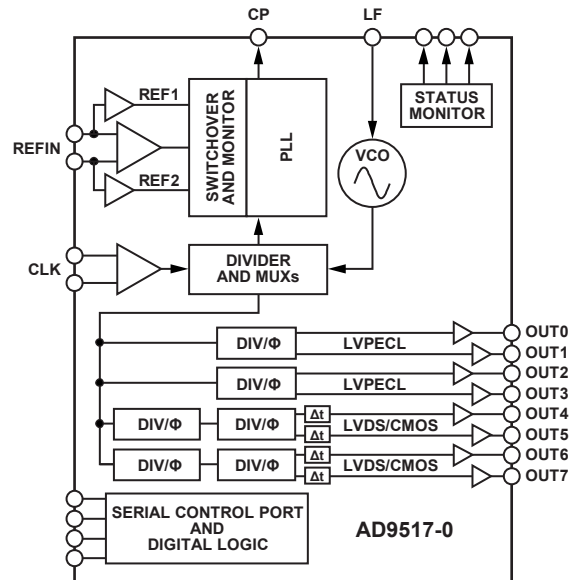 CP
LF
REF1
REFIN
REF2
SWITCHOVER
AND MONITOR
PLL
VCO
STATUS
MONITOR
CLK
DIVIDER
AND MUXs
DIV/Φ
LVPECL
OUT0
OUT1
DIV/Φ
LVPECL
OUT2
OUT3
DIV/Φ
DIV/Φ
Δt
Δt
LVDS/CMOS
OUT4
OUT5
DIV/Φ
DIV/Φ
Δt
Δt
LVDS/CMOS
OUT6
OUT7
SERIAL CONTROL PORT
AND
DIGITAL LOGIC
AD9517-0